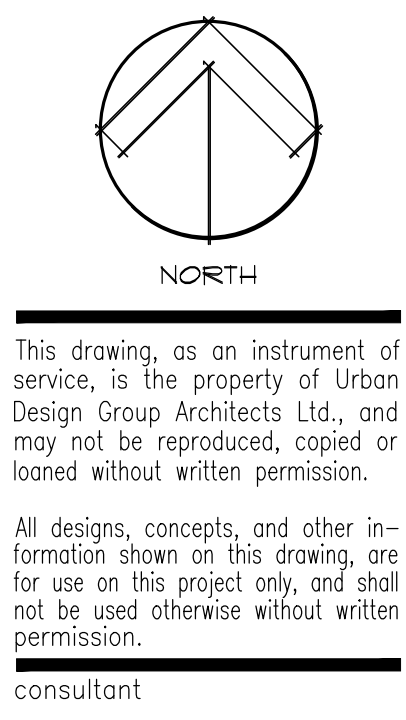 NORTH
This drawing, as an instrument of
service, is the property of Urban
Design Group Architects Ltd., and
may not be reproduced, copied or
loaned without written permission.
All designs, concepts, and other in-
formation shown on this drawing, are
for use on this project only, and shall
not be used otherwise without written
permission.
consultant